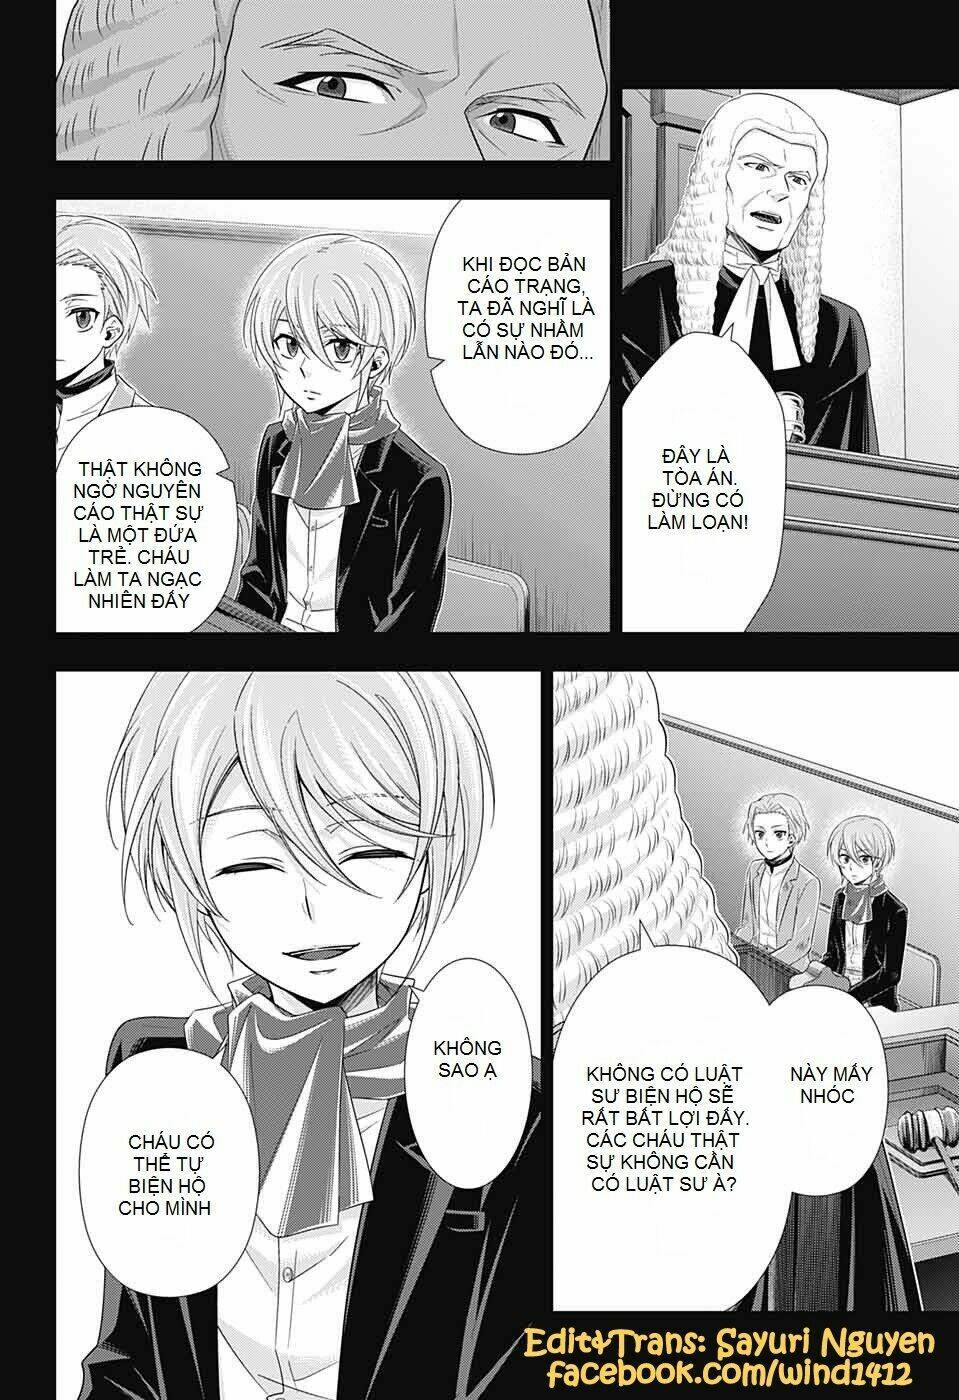 ĐÂY LÀ
TÒA ÁN.
ĐỪNG CÓ
LÀM LOẠN!
KHI ĐỌC BẢN
CÁO TRẠNG,
TA ĐÃ NGHĨ LÀ
CÓ SỰ NHẦM
LẪN NÀO ĐÓ...
THẬT KHÔNG
NGỜ NGUYÊN
CÁO THẬT SỰ
LÀ MỘT ĐỨA
TRẺ. CHÁU
LÀM TA NGẠC
NHIÊN ĐẤY
NÀY MẤY
NHÓC
KHÔNG CÓ LUẬT
SƯ BIỆN HỘ SẼ
RẤT BẤT LỢI ĐẤY.
CÁC CHÁU THẬT
SỰ KHÔNG CẦN
CÓ LUẬT SƯ À?
KHÔNG
SAO Ạ
CHÁU CÓ
THỂ TỰ
BIỆN HỘ
CHO MÌNH
Edit&Trans: Sayuri Nguyen
facebook.com/wind1412